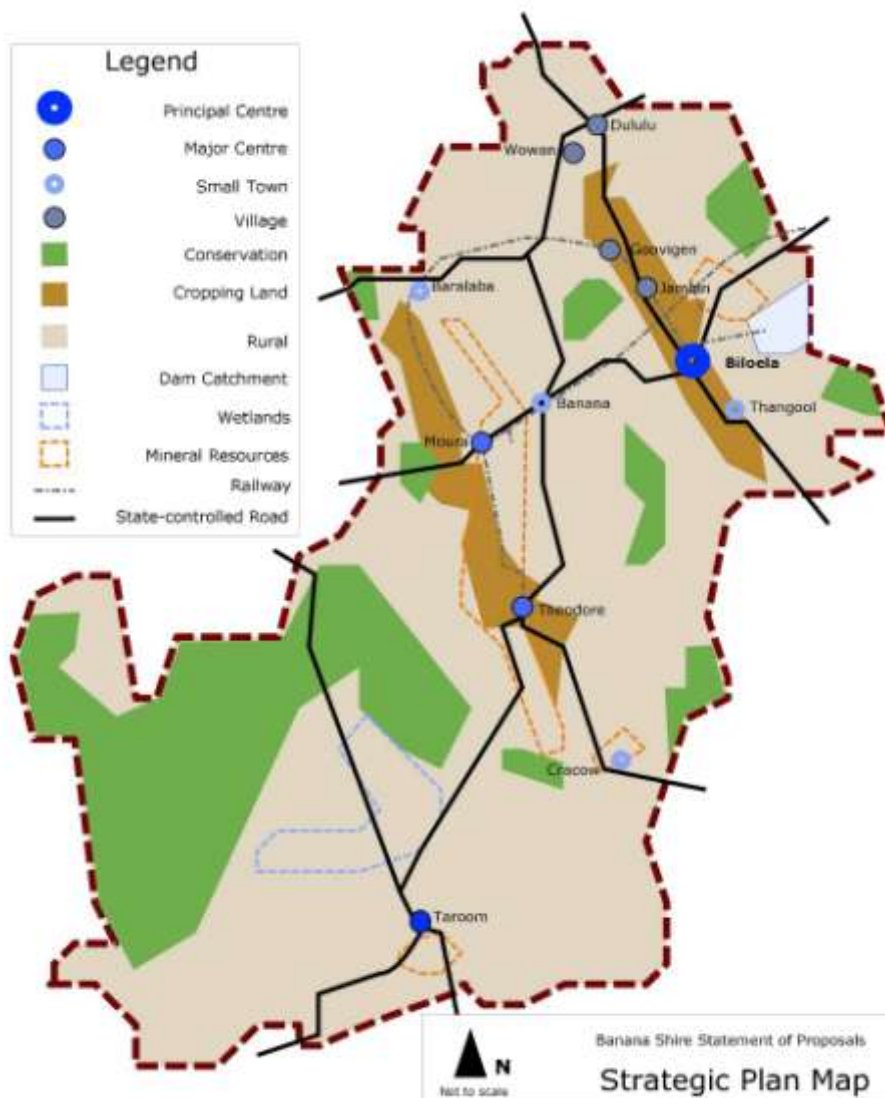 Legend
Principal Centre
Major Centre
Small Town
Village
Conservation
Cropping Land
Rural
Dam Catchment
Wetlands
Mineral Resources
Railway
State-controlled Road
Dululu
Wowan
Goovigen
Jambin
Baralaba
Biloela
Banana
Thangool
Moura
Theodore
Cracow
Taroom
N
Not to scale
Banana Shire Statement of Proposals
Strategic Plan Map